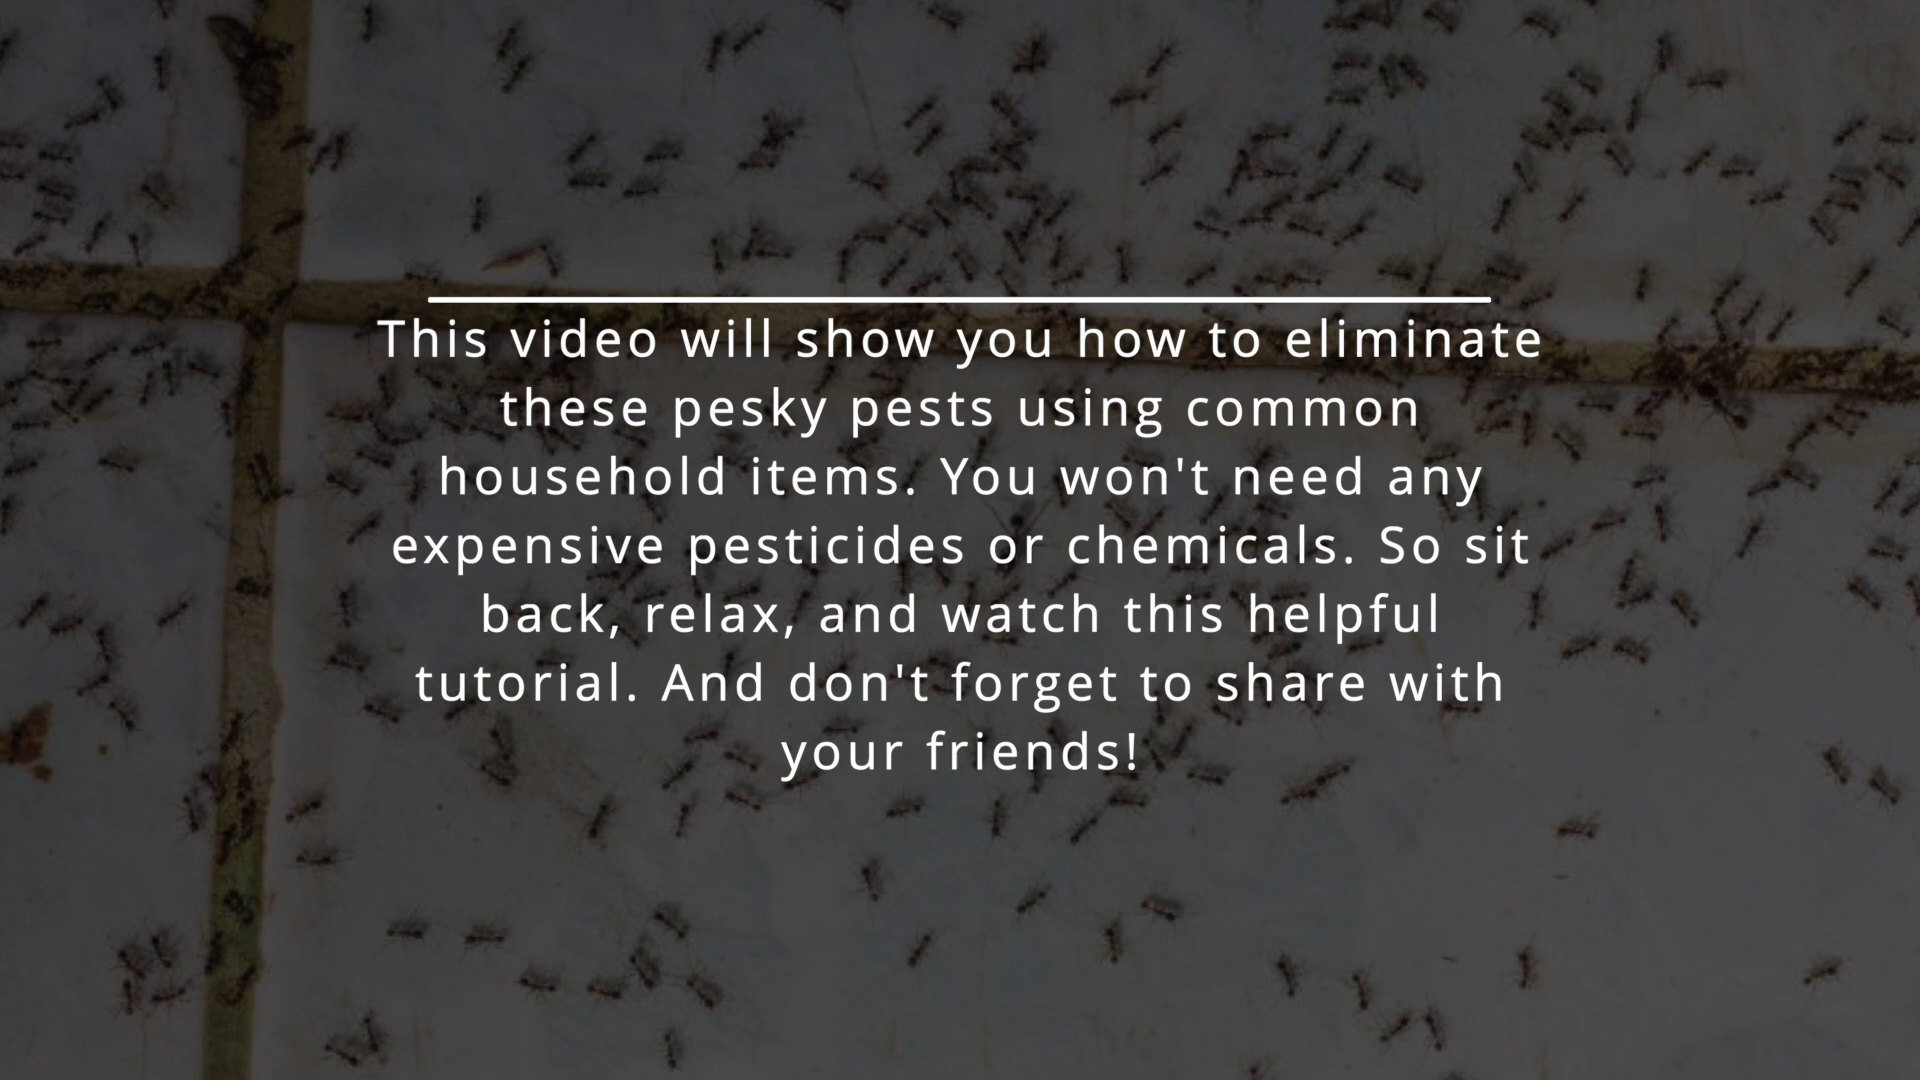 This video will show you how to eliminate
these pesky pests using common
household items. You won't need any
expensive pesticides or chemicals. So sit
back, relax, and watch this helpful
tutorial. And don't forget to share with
your friends!